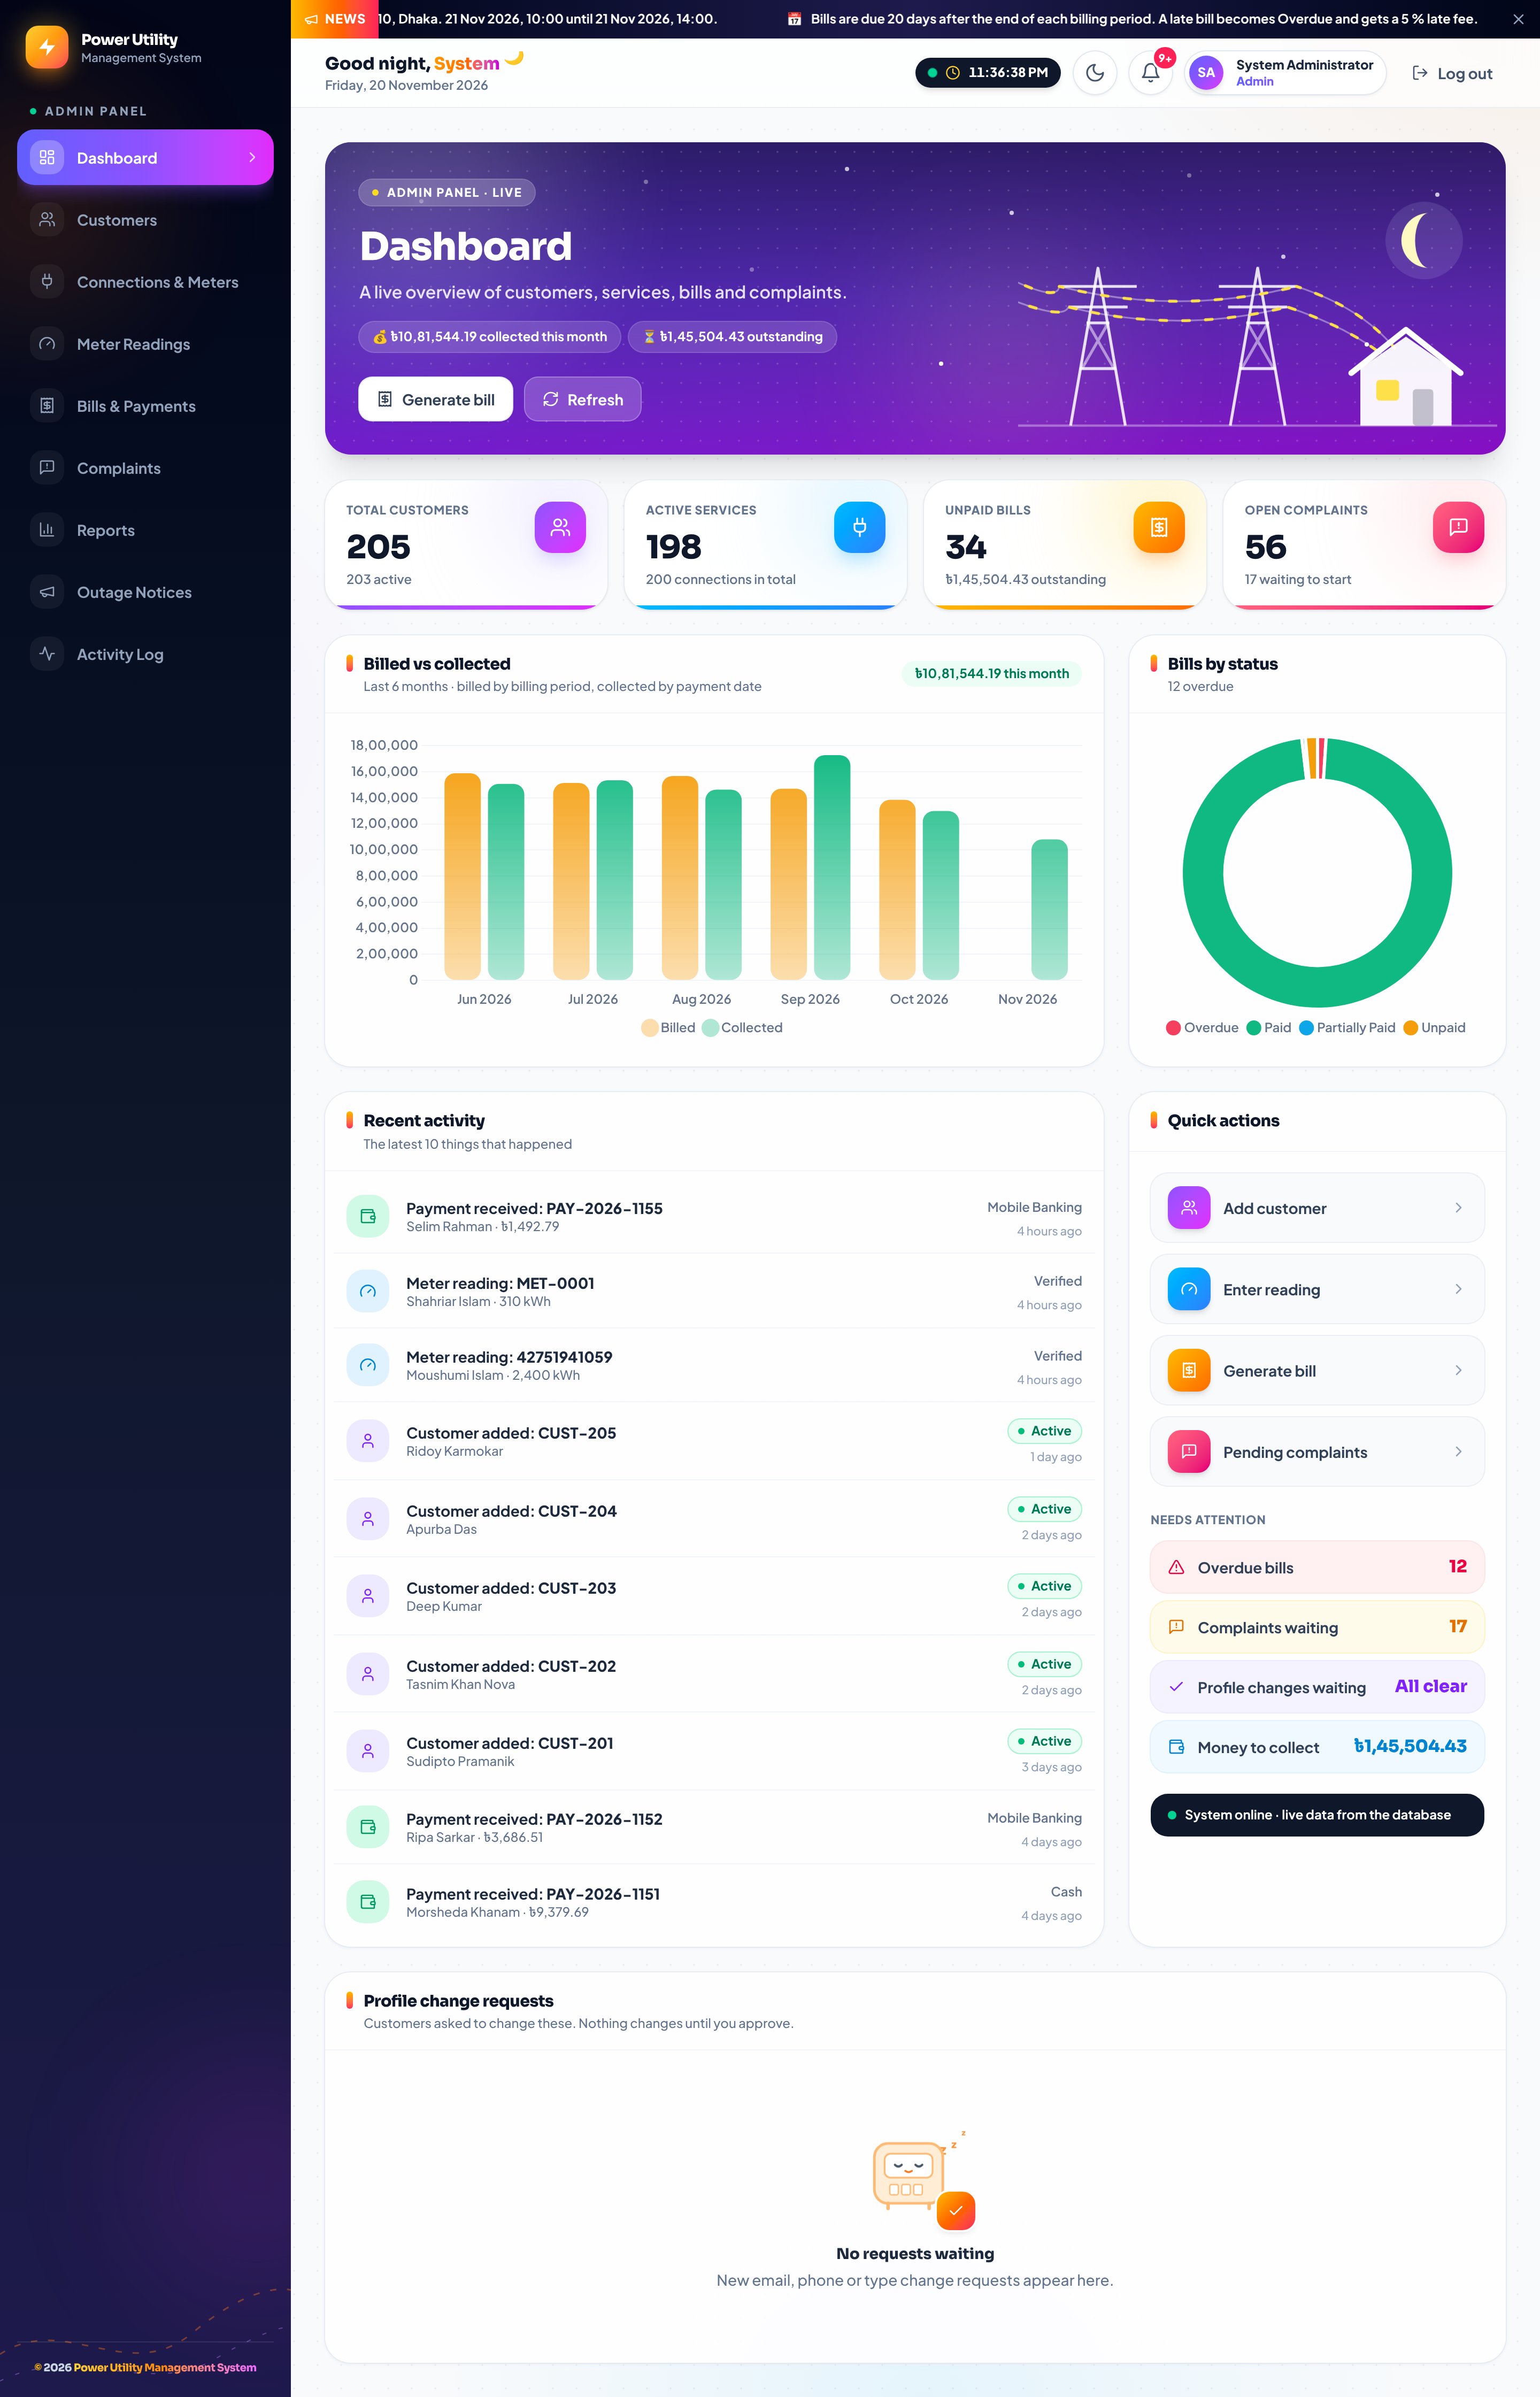 NEWS
10, Dhaka. 21 Nov 2026, 10:00 until 21 Nov 2026, 14:00.
📅 Bills are due 20 days after the end of each billing period. A late bill becomes Overdue and gets a 5 % late fee.
Power Utility
Management System
ADMIN PANEL
Dashboard
Customers
Connections & Meters
Meter Readings
Bills & Payments
Complaints
Reports
Outage Notices
Activity Log
© 2026 Power Utility Management System
Good night, System 🌙
Friday, 20 November 2026
11:36:38 PM
9+
SA
System Administrator
Admin
Log out
ADMIN PANEL · LIVE
Dashboard
A live overview of customers, services, bills and complaints.
💰 ৳10,81,544.19 collected this month
⏳ ৳1,45,504.43 outstanding
Generate bill
Refresh
TOTAL CUSTOMERS
205
203 active
ACTIVE SERVICES
198
200 connections in total
UNPAID BILLS
34
৳1,45,504.43 outstanding
OPEN COMPLAINTS
56
17 waiting to start
Billed vs collected
Last 6 months · billed by billing period, collected by payment date
৳10,81,544.19 this month
18,00,000
16,00,000
14,00,000
12,00,000
10,00,000
8,00,000
6,00,000
4,00,000
2,00,000
0
Jun 2026 Jul 2026 Aug 2026 Sep 2026 Oct 2026 Nov 2026
Billed Collected
Bills by status
12 overdue
Overdue Paid Partially Paid Unpaid
Recent activity
The latest 10 things that happened
Payment received: PAY-2026-1155
Selim Rahman · ৳1,492.79
Mobile Banking
4 hours ago
Meter reading: MET-0001
Shahriar Islam · 310 kWh
Verified
4 hours ago
Meter reading: 42751941059
Moushumi Islam · 2,400 kWh
Verified
4 hours ago
Customer added: CUST-205
Ridoy Karmokar
Active
1 day ago
Customer added: CUST-204
Apurba Das
Active
2 days ago
Customer added: CUST-203
Deep Kumar
Active
2 days ago
Customer added: CUST-202
Tasnim Khan Nova
Active
2 days ago
Customer added: CUST-201
Sudipto Pramanik
Active
3 days ago
Payment received: PAY-2026-1152
Ripa Sarkar · ৳3,686.51
Mobile Banking
4 days ago
Payment received: PAY-2026-1151
Morsheda Khanam · ৳9,379.69
Cash
4 days ago
Quick actions
Add customer
Enter reading
Generate bill
Pending complaints
NEEDS ATTENTION
Overdue bills 12
Complaints waiting 17
Profile changes waiting All clear
Money to collect ৳1,45,504.43
System online · live data from the database
Profile change requests
Customers asked to change these. Nothing changes until you approve.
z z z
No requests waiting
New email, phone or type change requests appear here.